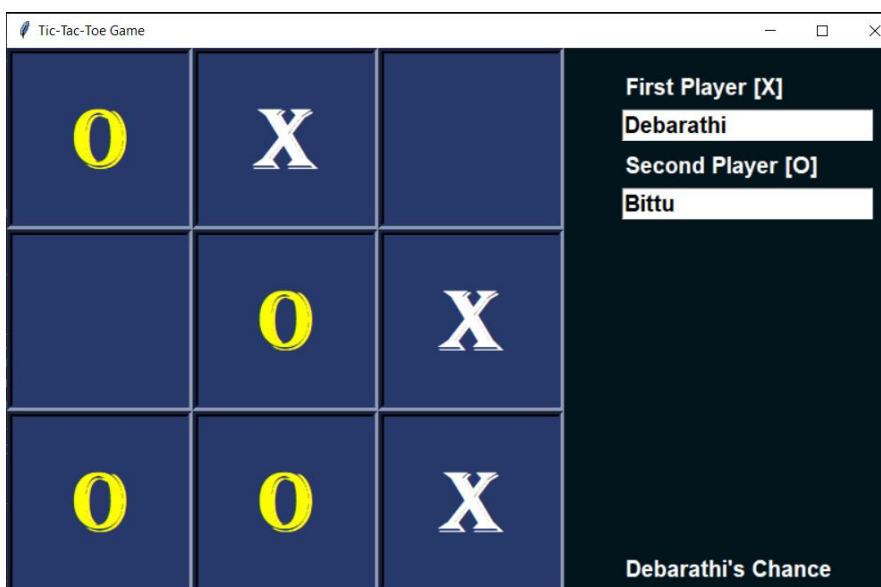 Tic-Tac-Toe Game
O X
O X
O O X
First Player [X]
Debarathi
Second Player [O]
Bittu
Debarathi's Chance